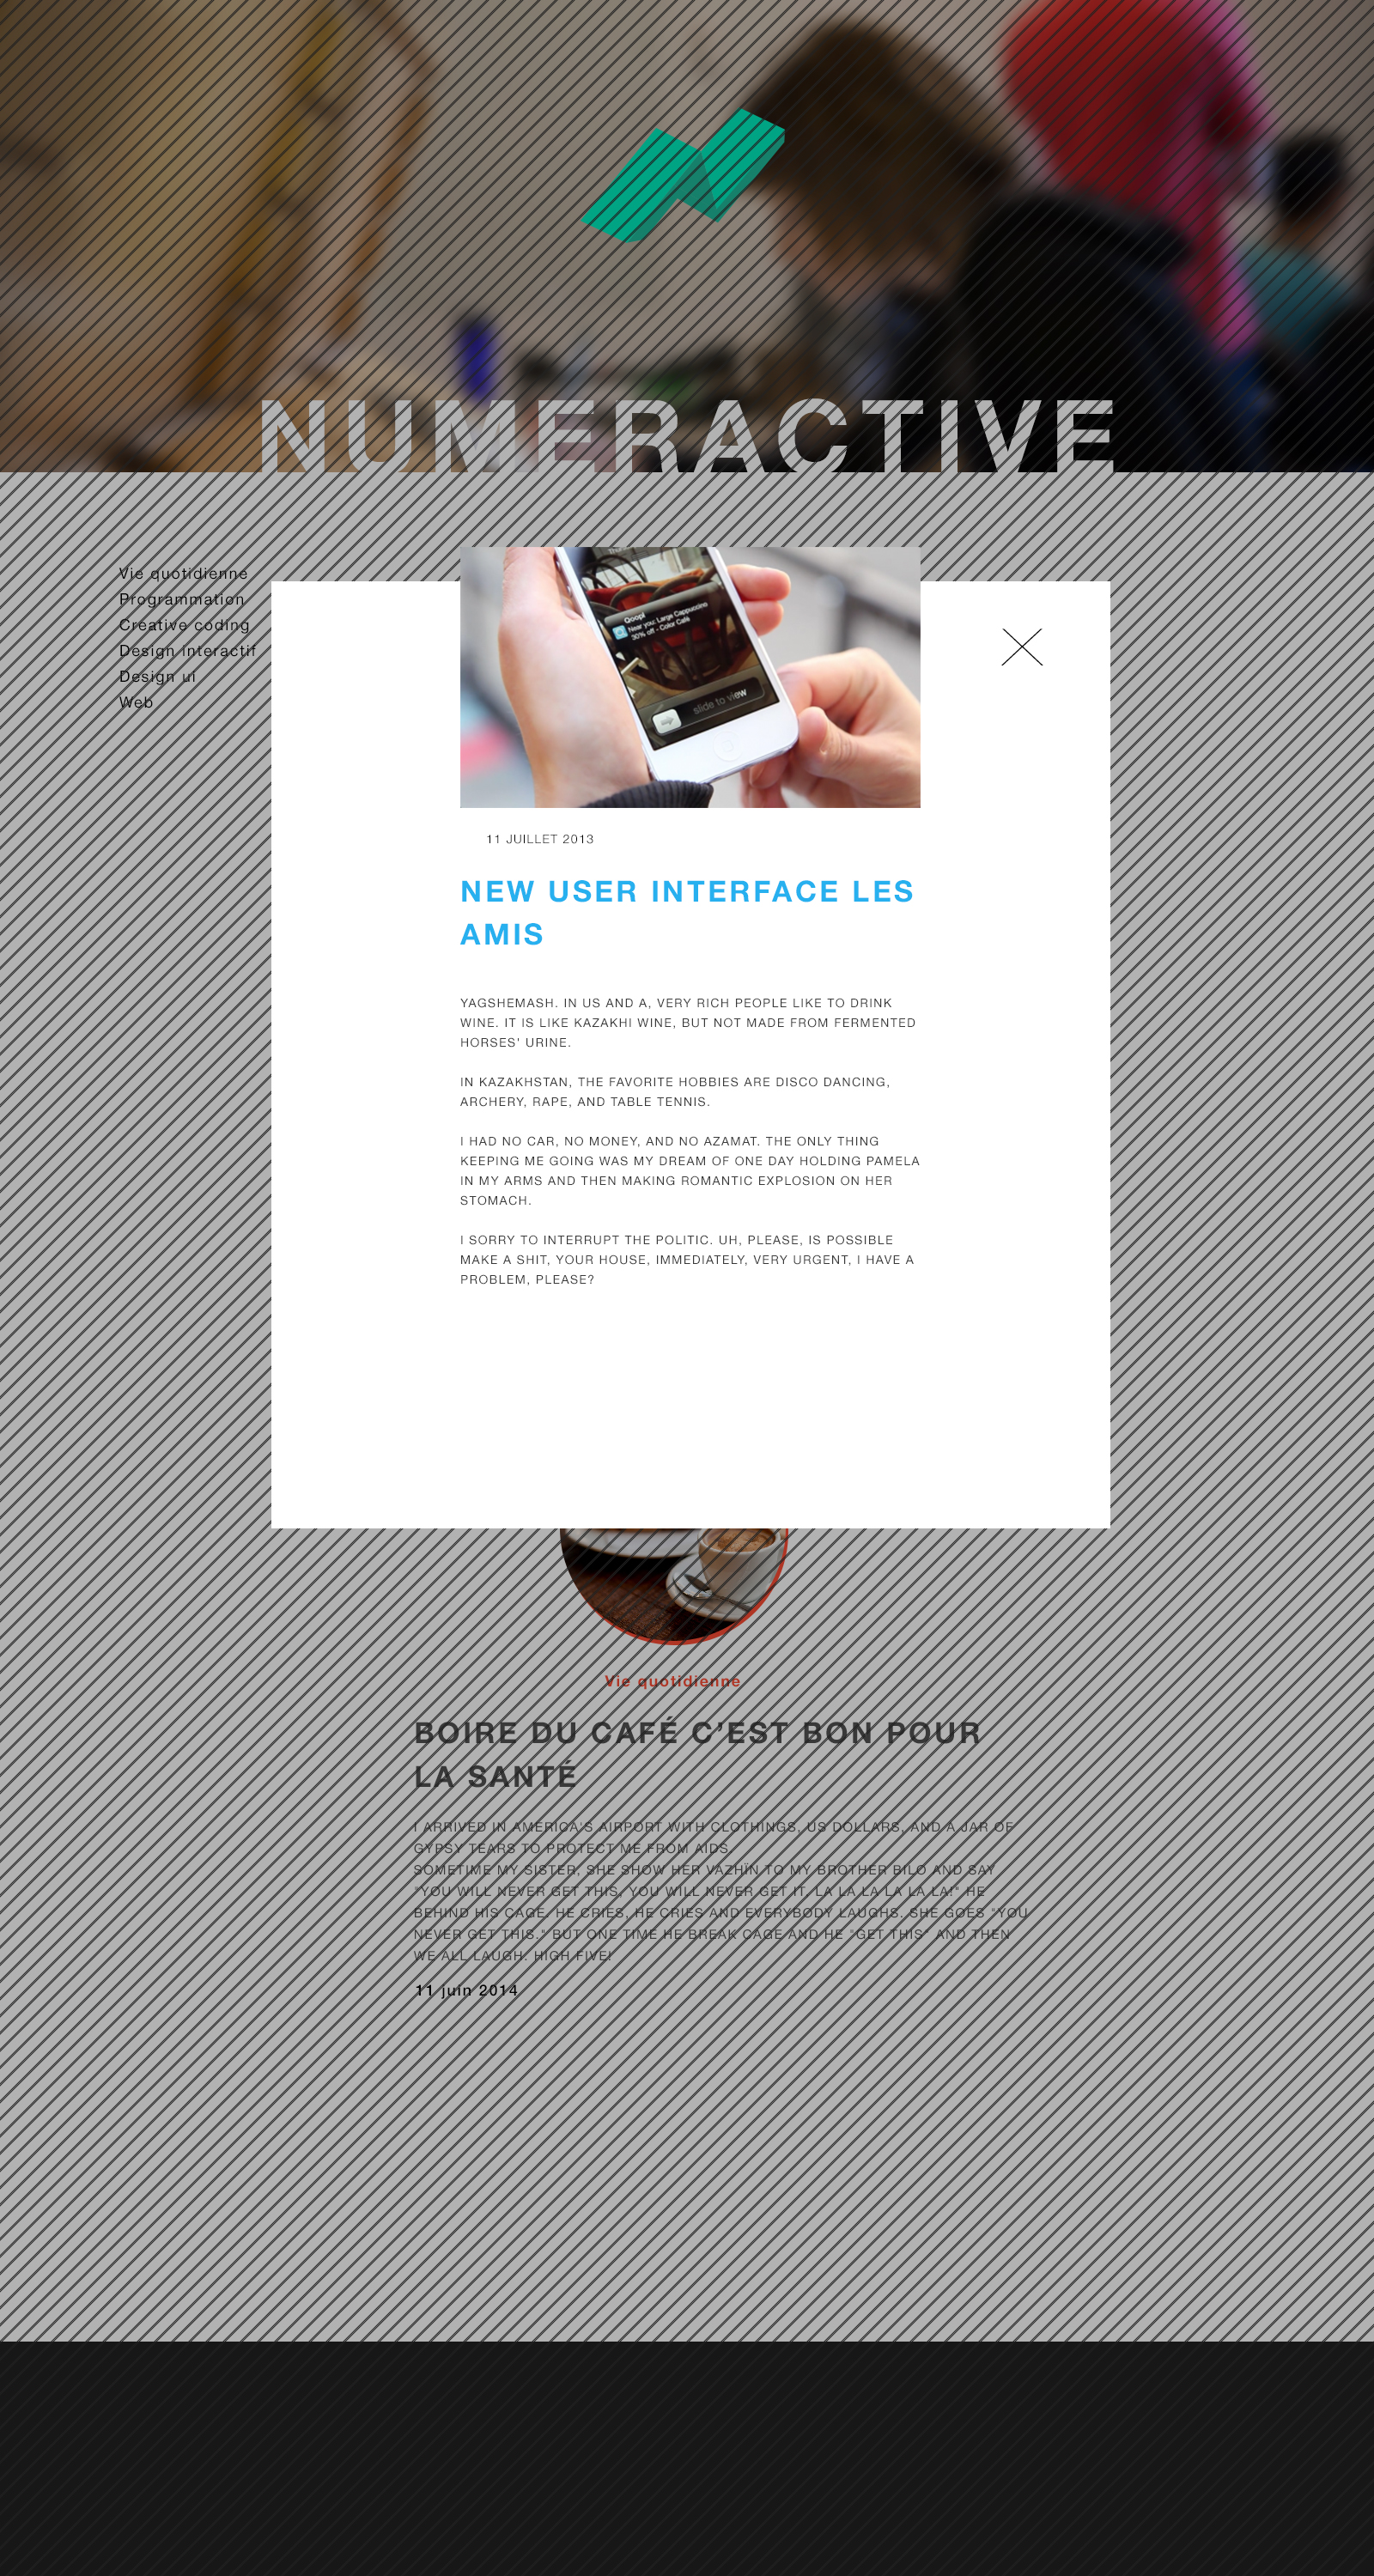 NUMERACTIVE
Vie quotidienne
Programmation
Creative coding
Design interactif
Design ui
Web
Qoopl
Near you: Large Cappuccino
30% off - Color Café
slide to view
11 JUILLET 2013
NEW USER INTERFACE LES
AMIS
YAGSHEMASH. IN US AND A, VERY RICH PEOPLE LIKE TO DRINK
WINE. IT IS LIKE KAZAKHI WINE, BUT NOT MADE FROM FERMENTED
HORSES' URINE.
IN KAZAKHSTAN, THE FAVORITE HOBBIES ARE DISCO DANCING,
ARCHERY, RAPE, AND TABLE TENNIS.
I HAD NO CAR, NO MONEY, AND NO AZAMAT. THE ONLY THING
KEEPING ME GOING WAS MY DREAM OF ONE DAY HOLDING PAMELA
IN MY ARMS AND THEN MAKING ROMANTIC EXPLOSION ON HER
STOMACH.
I SORRY TO INTERRUPT THE POLITIC. UH, PLEASE, IS POSSIBLE
MAKE A SHIT, YOUR HOUSE, IMMEDIATELY, VERY URGENT, I HAVE A
PROBLEM, PLEASE?
Vie quotidienne
BOIRE DU CAFÉ C'EST BON POUR
LA SANTÉ
I ARRIVED IN AMERICA'S AIRPORT WITH CLOTHINGS, US DOLLARS, AND A JAR OF
GYPSY TEARS TO PROTECT ME FROM AIDS.
SOMETIME MY SISTER, SHE SHOW HER VAZHÏN TO MY BROTHER BILO AND SAY
"YOU WILL NEVER GET THIS, YOU WILL NEVER GET IT, LA LA LA LA LA LA!" HE
BEHIND HIS CAGE. HE CRIES, HE CRIES AND EVERYBODY LAUGHS. SHE GOES "YOU
NEVER GET THIS." BUT ONE TIME HE BREAK CAGE AND HE "GET THIS" AND THEN
WE ALL LAUGH. HIGH FIVE!
11 juin 2014